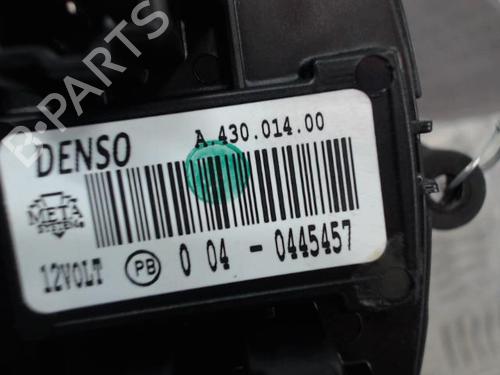 B-PARTS
DENSO
A.430.014.00
META
SYSTEM
12VOLT
PB
0 04 - 0445457